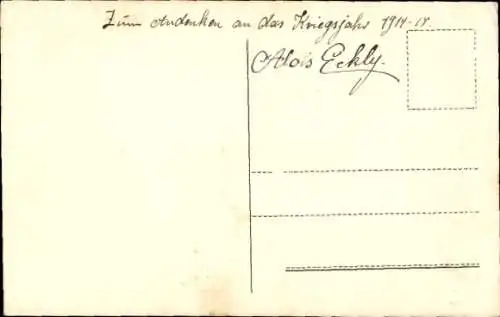 Zum Andenken an das Kriegsjahr 1914-18.
Alois Eckly.